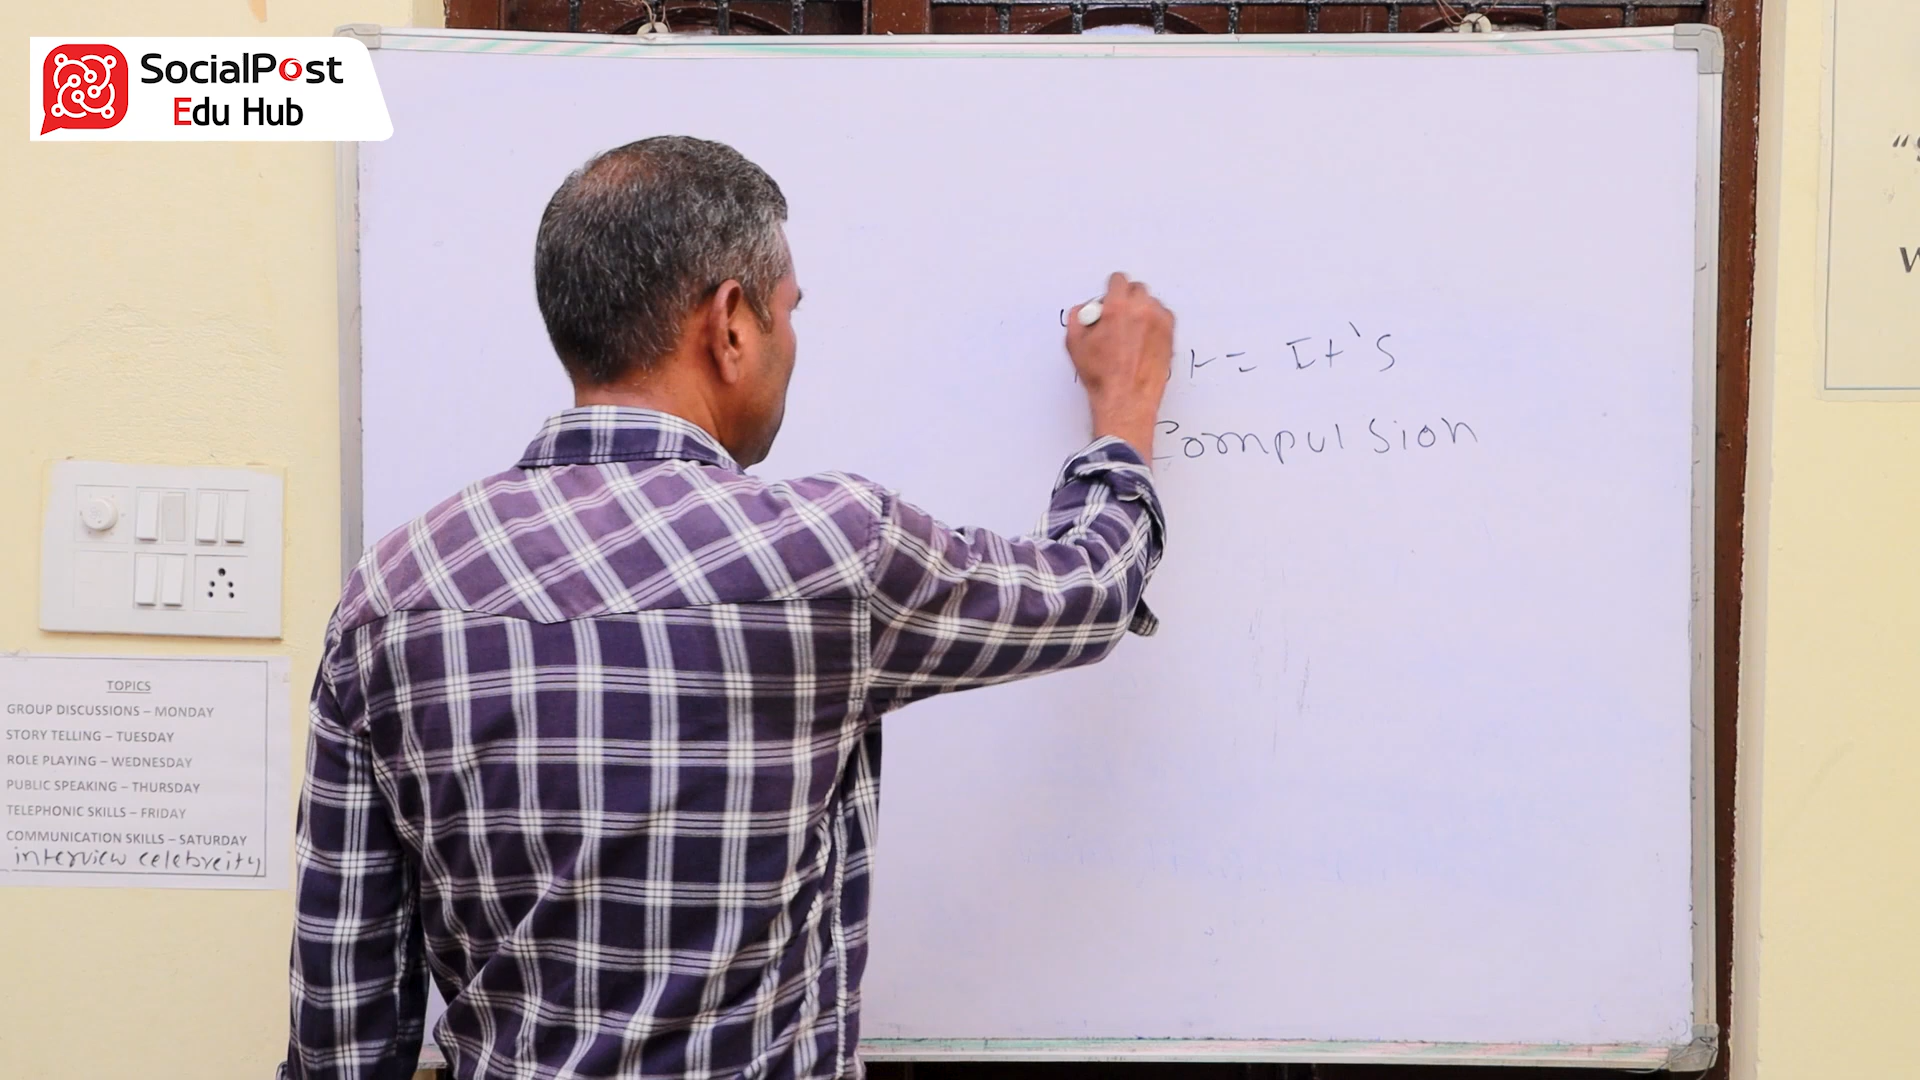 SocialPost
Edu Hub
= It's
Compulsion
TOPICS
GROUP DISCUSSIONS – MONDAY
STORY TELLING – TUESDAY
ROLE PLAYING – WEDNESDAY
PUBLIC SPEAKING – THURSDAY
TELEPHONIC SKILLS – FRIDAY
COMMUNICATION SKILLS – SATURDAY
interview celebreity